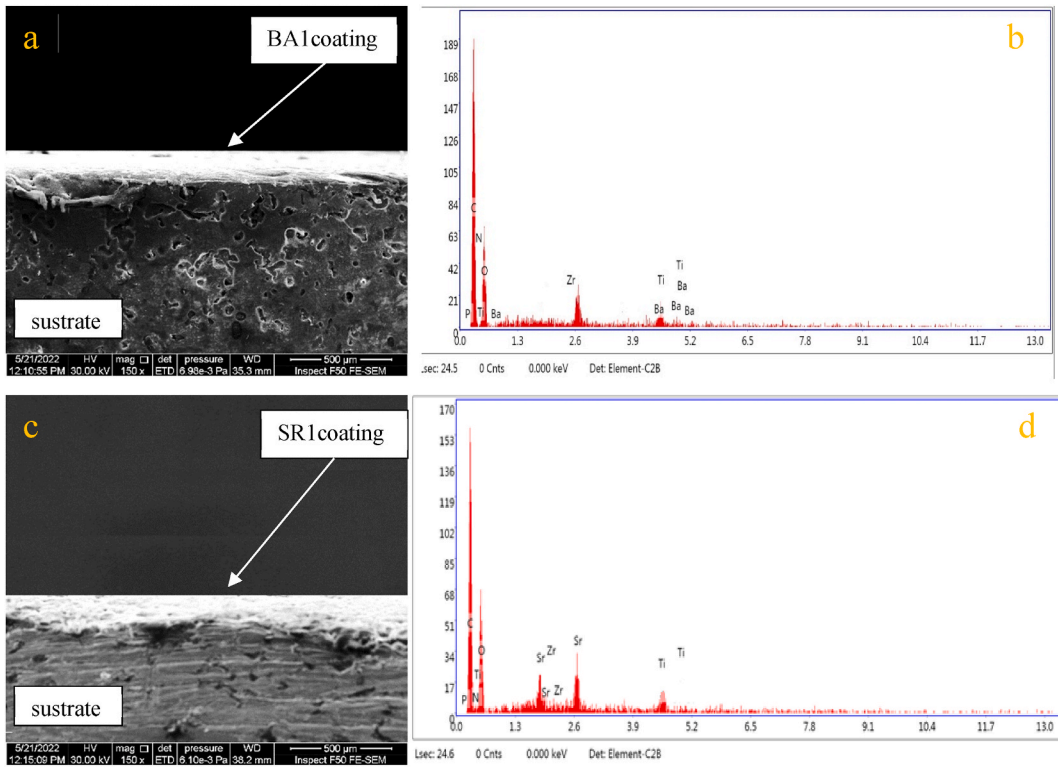 a
BA1coating
sustrate
5/21/2022 HV mag det pressure WD 500 µm
12:10:55 PM 30.00 kV 150 x ETD 6.98e-3 Pa 35.3 mm Inspect F50 FE-SEM
b
189
168
147
126
105
84
63
42
21
0
C
N
O
P
Ti
Ba
Zr
Ti
Ba
Ti
Ba
Ba
Ba
0.0 1.3 2.6 3.9 5.2 6.5 7.8 9.1 10.4 11.7 13.0
Lsec: 24.5 0 Cnts 0.000 keV Det: Element-C2B
c
SR1coating
sustrate
5/21/2022 HV mag det pressure WD 500 µm
12:15:09 PM 30.00 kV 150 x ETD 6.10e-3 Pa 38.2 mm Inspect F50 FE-SEM
d
170
153
136
119
102
85
68
51
34
17
0
C
O
Ti
P
N
Sr
Zr
Sr
Zr
Sr
Ti
Ti
0.0 1.3 2.6 3.9 5.2 6.5 7.8 9.1 10.4 11.7 13.0
Lsec: 24.6 0 Cnts 0.000 keV Det: Element-C2B